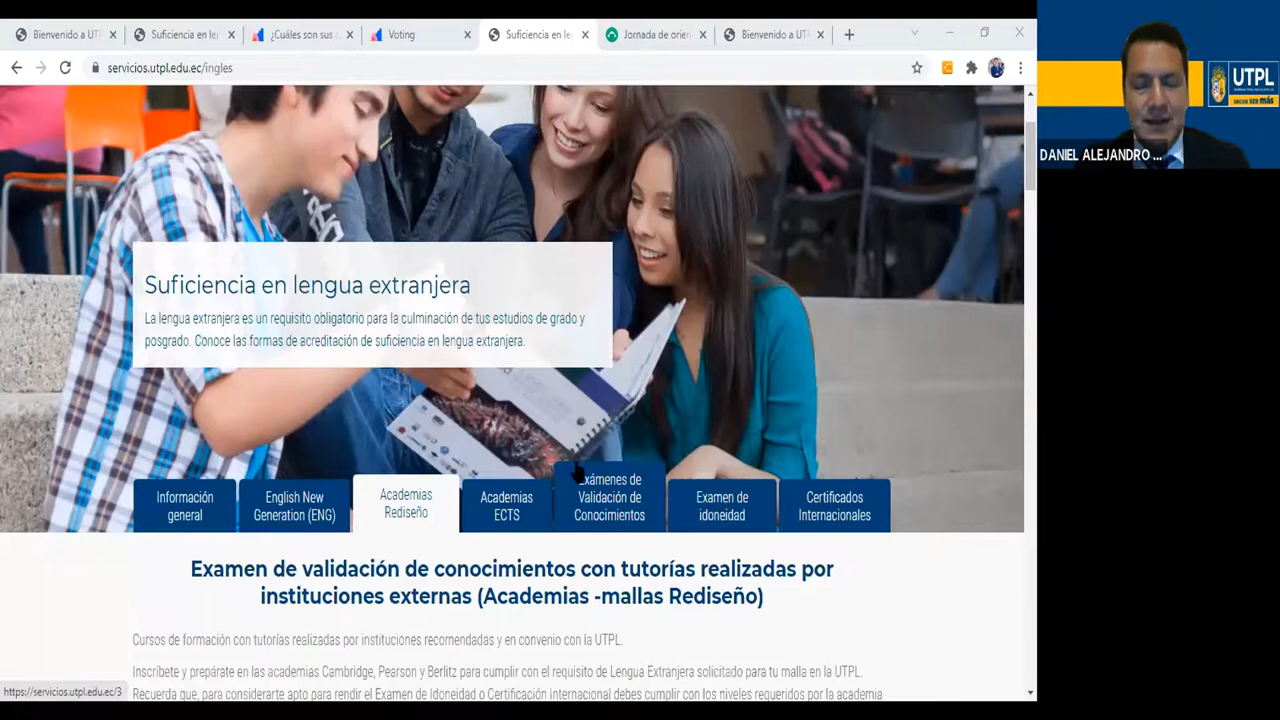 Bienvenido a UTP
Suficiencia en le
¿Cuáles son sus c
Voting
Suficiencia en le
Jornada de orien
Bienvenido a UT
servicios.utpl.edu.ec/ingles
UTPL
DECIDE SER MÁS
DANIEL ALEJANDRO ...
Suficiencia en lengua extranjera
La lengua extranjera es un requisito obligatorio para la culminación de tus estudios de grado y
posgrado. Conoce las formas de acreditación de suficiencia en lengua extranjera.
Información
general
English New
Generation (ENG)
Academias
Rediseño
Academias
ECTS
Exámenes de
Validación de
Conocimientos
Examen de
idoneidad
Certificados
Internacionales
Examen de validación de conocimientos con tutorías realizadas por
instituciones externas (Academias -mallas Rediseño)
Cursos de formación con tutorías realizadas por instituciones recomendadas y en convenio con la UTPL.
Inscríbete y prepárate en las academias Cambridge, Pearson y Berlitz para cumplir con el requisito de Lengua Extranjera solicitado para tu malla en la UTPL.
Recuerda que, para considerarte apto para rendir el Examen de Idoneidad o Certificación Internacional debes cumplir con los niveles requeridos por la academia
https://servicios.utpl.edu.ec/3